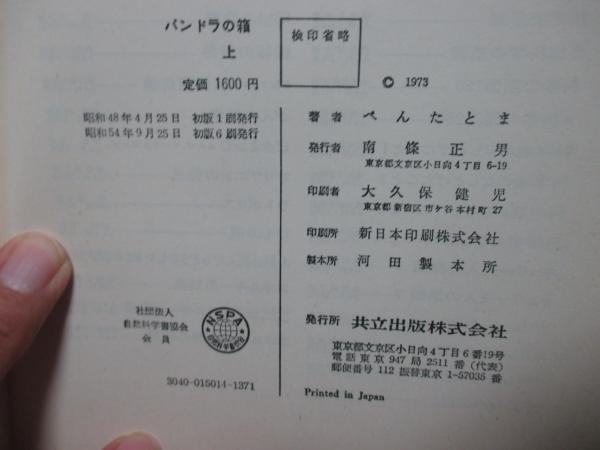 パンドラの箱
上
定価 1600 円
検印省略
© 1973
昭和48年4月25日 初版1刷発行
昭和54年9月25日 初版6刷発行
著者 ぺんたとま
発行者 南條正男
東京都文京区小日向4丁目 6-19
印刷者 大久保健児
東京都新宿区市ケ谷本村町 27
印刷所 新日本印刷株式会社
製本所 河田製本所
社団法人
自然科学書協会
会員
NSPA
自然科学書協会
発行所 共立出版株式会社
東京都文京区小日向4丁目6番19号
電話東京 947 局 2511 番 (代表)
郵便番号 112 振替東京 1-57035 番
3040-015014-1371
Printed in Japan